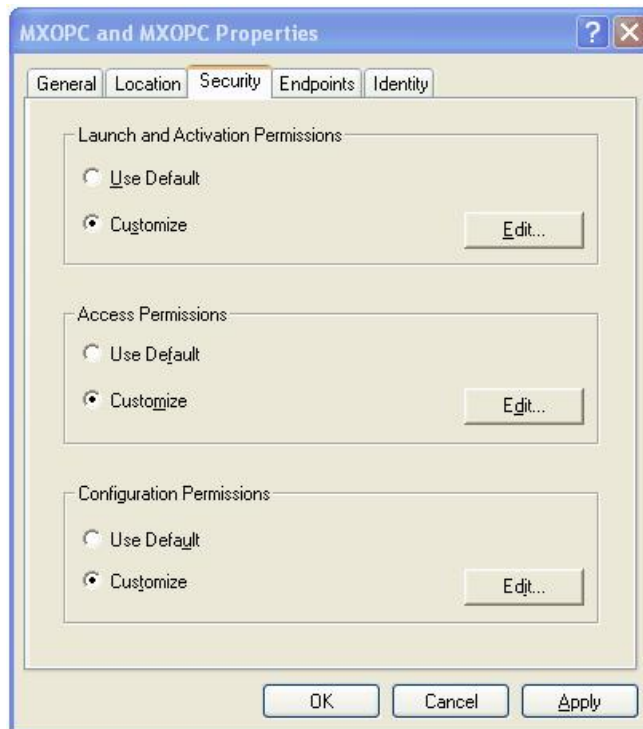 MXOPC and MXOPC Properties
General Location Security Endpoints Identity
Launch and Activation Permissions
Use Default
Customize Edit...
Access Permissions
Use Default
Customize Edit...
Configuration Permissions
Use Default
Customize Edit...
OK Cancel Apply